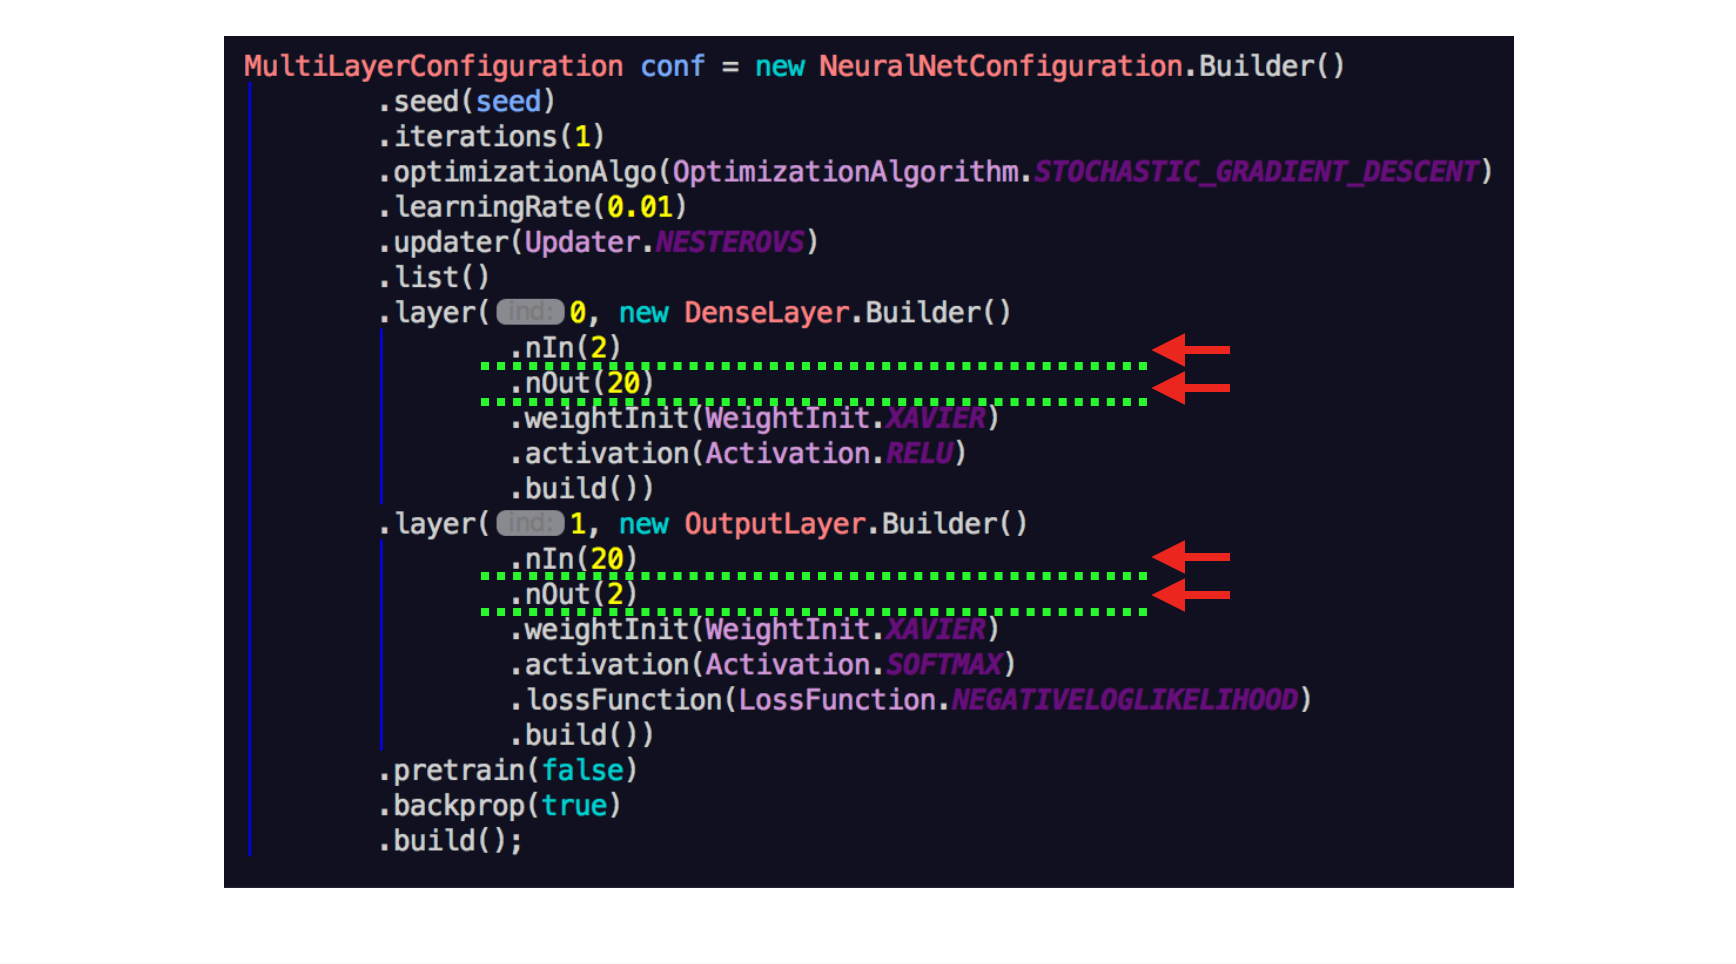 MultiLayerConfiguration conf = new NeuralNetConfiguration.Builder()
.seed(seed)
.iterations(1)
.optimizationAlgo(OptimizationAlgorithm.STOCHASTIC_GRADIENT_DESCENT)
.learningRate(0.01)
.updater(Updater.NESTEROVS)
.list()
.layer( ind: 0, new DenseLayer.Builder()
.nIn(2)
.nOut(20)
.weightInit(WeightInit.XAVIER)
.activation(Activation.RELU)
.build())
.layer( ind: 1, new OutputLayer.Builder()
.nIn(20)
.nOut(2)
.weightInit(WeightInit.XAVIER)
.activation(Activation.SOFTMAX)
.lossFunction(LossFunction.NEGATIVELOGLIKELIHOOD)
.build())
.pretrain(false)
.backprop(true)
.build();